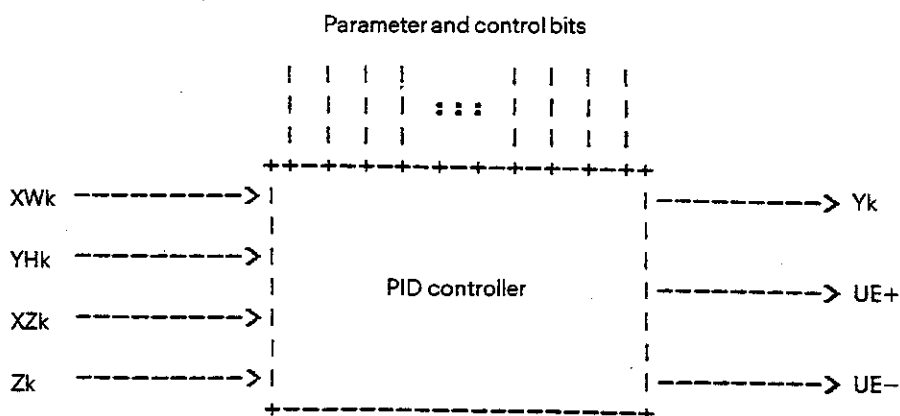 Parameter and control bits
XWk
Yk
YHk
PID controller
UE+
XZk
Zk
UE−